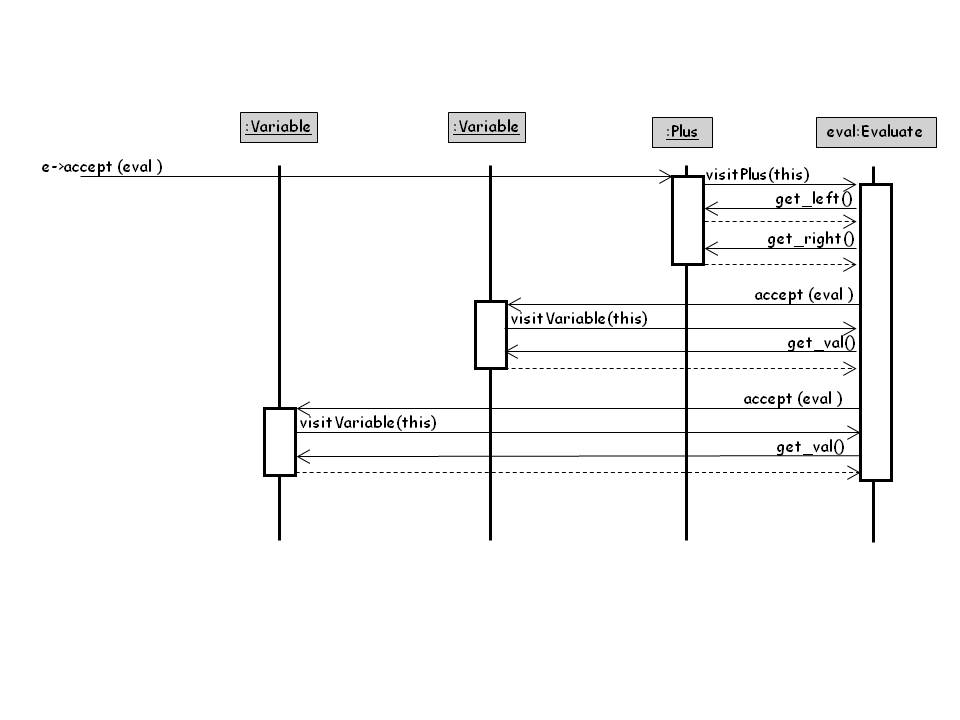 :Variable
:Variable
:Plus
eval:Evaluate
e->accept (eval )
visitPlus(this)
get_left()
get_right()
accept (eval )
visitVariable(this)
get_val()
accept (eval )
visitVariable(this)
get_val()